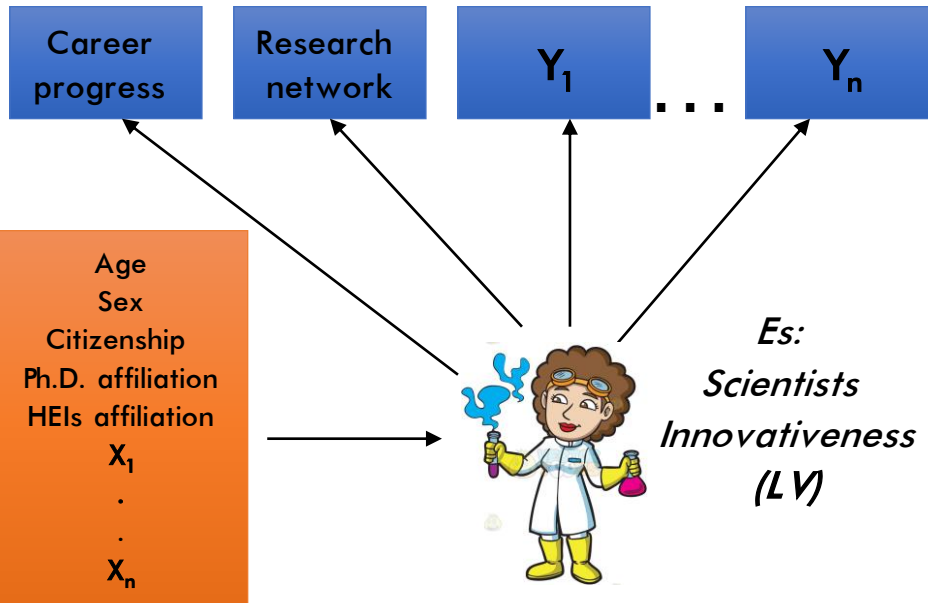 Career
progress
Research
network
Y₁
. . .
Yₙ
Age
Sex
Citizenship
Ph.D. affiliation
HEIs affiliation
X₁
.
.
Xₙ
Es:
Scientists
Innovativeness
(LV)